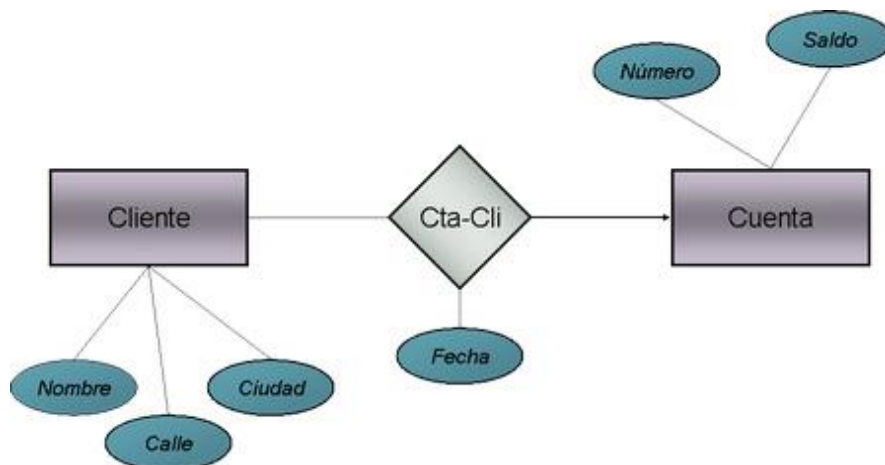 Saldo
Número
Cliente
Cta-Cli
Cuenta
Fecha
Nombre
Ciudad
Calle